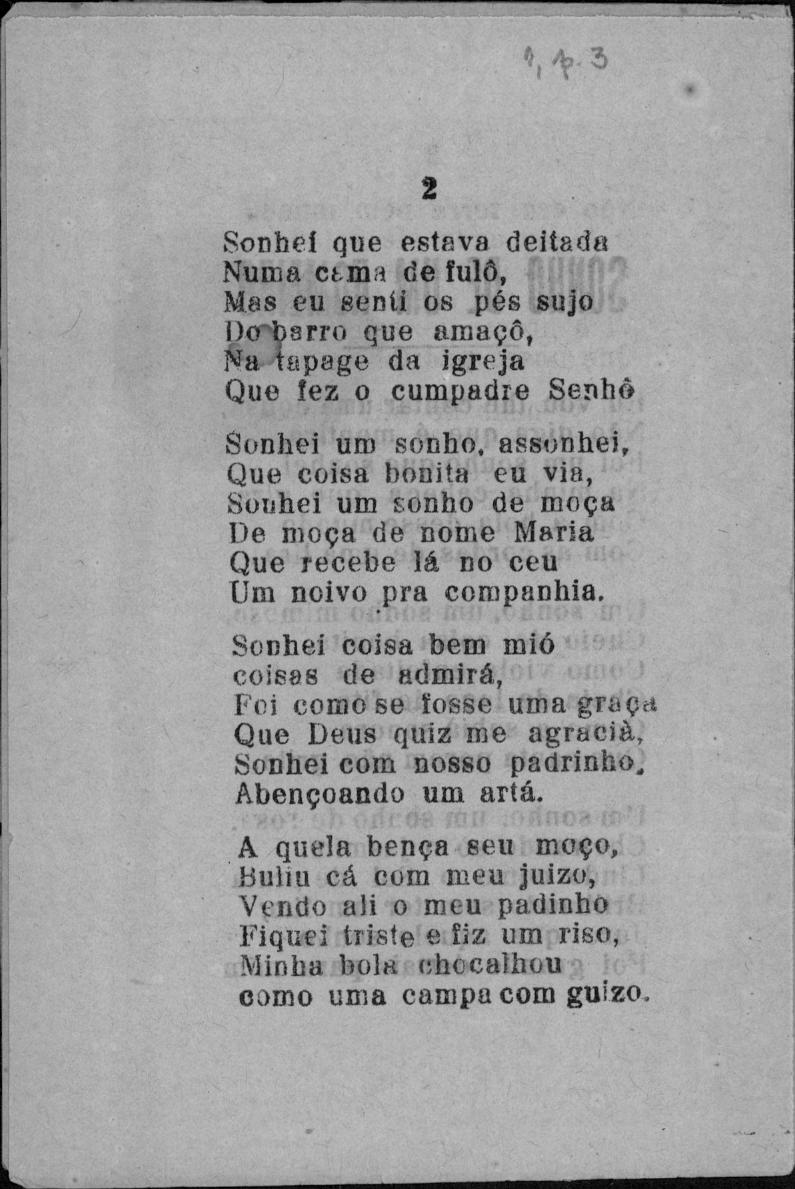 1, p. 3
2
Sonhei que estava deitada
Numa cama de fulô,
Mas eu senti os pés sujo
Do barro que amaçô,
Na tapage da igreja
Que fez o cumpadre Senhô
Sonhei um sonho, assonhei,
Que coisa bonita eu via,
Sonhei um sonho de moça
De moça de nome Maria
Que recebe lá no ceu
Um noivo pra companhia.
Sonhei coisa bem mió
coisas de admirá,
Foi como se fosse uma graça
Que Deus quiz me agracià,
Sonhei com nosso padrinho,
Abençoando um artá.
A quela bença seu moço,
Buliu cá com meu juizo,
Vendo ali o meu padinho
Fiquei triste e fiz um riso,
Minha bola chocalhou
como uma campa com guizo.